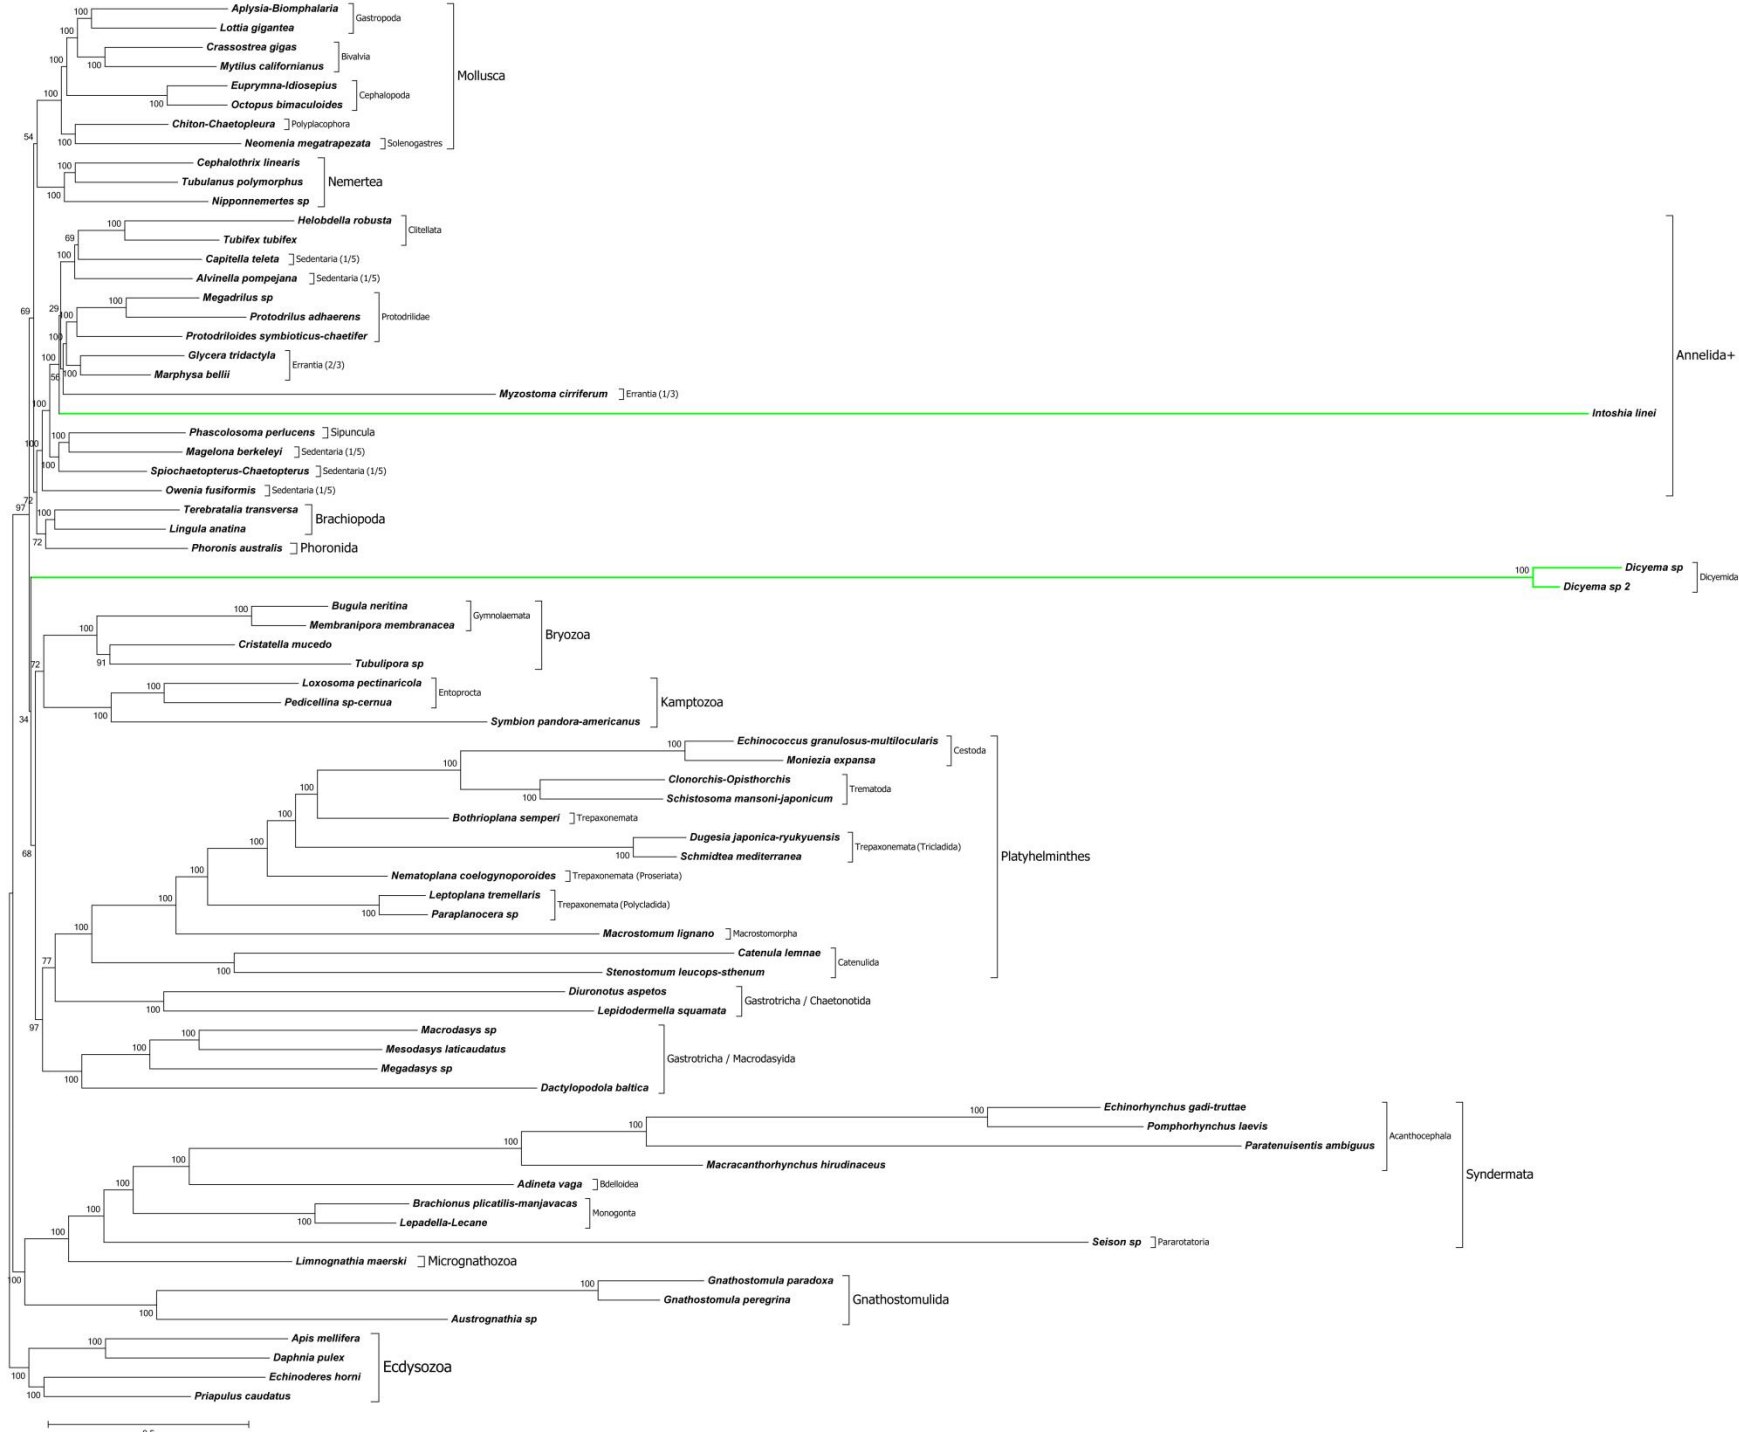 Aplysia-Biomphalaria
100
Gastropoda
Lottia gigantea
100
Crassostrea gigas
Bivalvia
100
Mytilus californianus
100
Mollusca
Euprymna-Idiosepius
Cephalopoda
100
100
Octopus bimaculoides
Chiton-Chaetopleura
Polyplacophora
54
100
Neomenia megatrapezata
Solenogastres
Cephalothrix linearis
100
Tubulanus polymorphus
Nemertea
100
Nipponnemertes sp
Helobdella robusta
100
Clitellata
69
Tubifex tubifex
100
Capitella teleta
Sedentaria (1/5)
Alvinella pompejana
Sedentaria (1/5)
Megadrilus sp
100
69
29
100
Protodrilus adhaerens
Protodrilidae
100
Protodriloides symbioticus-chaetifer
100
Glycera tridactyla
Errantia (2/3)
Annelida+
56
100
Marphysa bellii
Myzostoma cirriferum
Errantia (1/3)
100
Intoshia linei
Phascolosoma perlucens
Sipuncula
100
100
Magelona berkeleyi
Sedentaria (1/5)
100
Spiochaetopterus-Chaetopterus
Sedentaria (1/5)
Owenia fusiformis
Sedentaria (1/5)
72
97
Terebratalia transversa
100
Brachiopoda
Lingula anatina
72
Phoronis australis
Phoronida
100
Dicyema sp
Dicyemida
Dicyema sp 2
Bugula neritina
100
Gymnolaemata
Membranipora membranacea
100
Bryozoa
Cristatella mucedo
72
91
Tubulipora sp
Loxosoma pectinaricola
100
Entoprocta
Pedicellina sp-cernua
Kamptozoa
34
100
Symbion pandora-americanus
Echinococcus granulosus-multilocularis
100
Cestoda
Moniezia expansa
100
Clonorchis-Opisthorchis
Trematoda
100
Schistosoma mansoni-japonicum
100
Bothrioplana semperi
Trepaxonemata
Dugesia japonica-ryukyuensis
100
Trepaxonemata (Tricladida)
68
100
Schmidtea mediterranea
Platyhelminthes
100
Nematoplana coelogynoporoides
Trepaxonemata (Proseriata)
100
Leptoplana tremellaris
Trepaxonemata (Polycladida)
100
Paraplanocera sp
100
Macrostomum lignano
Macrostomorpha
Catenula lemnae
77
Catenulida
100
Stenostomum leucops-sthenum
Diuronotus aspetos
Gastrotricha / Chaetonotida
100
Lepidodermella squamata
97
Macrodasys sp
100
100
Mesodasys laticaudatus
Gastrotricha / Macrodasyida
Megadasys sp
100
Dactylopodola baltica
Echinorhynchus gadi-truttae
100
Pomphorhynchus laevis
100
Acanthocephala
100
Paratenuisentis ambiguus
100
Macracanthorhynchus hirudinaceus
Syndermata
100
Adineta vaga
Bdelloidea
Brachionus plicatilis-manjavacas
100
Monogonta
100
Lepadella-Lecane
100
Seison sp
Pararotatoria
Limnognathia maerski
Micrognathozoa
100
Gnathostomula paradoxa
100
Gnathostomula peregrina
Gnathostomulida
100
Austrognathia sp
Apis mellifera
100
Daphnia pulex
Ecdysozoa
100
Echinoderes horni
100
Priapulus caudatus